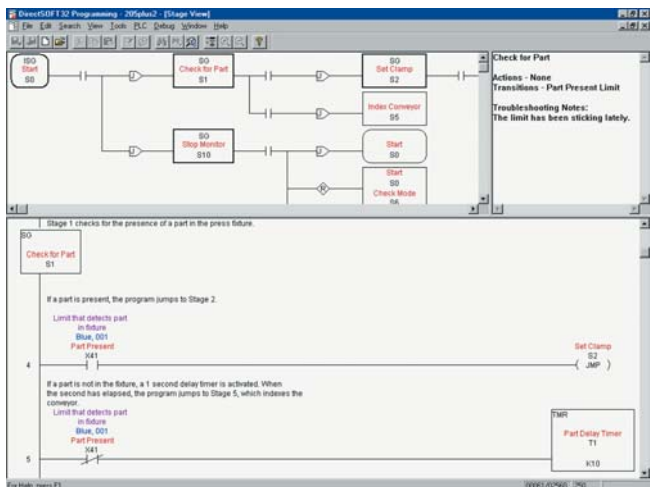 DirectSOFT32 Programming - 205plus2 - [Stage View]
File Edit Search View Tools PLC Debug Window Help
ISG
Start
S0
J
SG
Check for Part
S1
J
SG
Set Clamp
S2
J
Index Conveyor
S5
J
SG
Stop Monitor
S10
J
Start
S0
R
Start
S0
Check Mode
S6
Check for Part
Actions - None
Transitions - Part Present Limit
Troubleshooting Notes:
The limit has been sticking lately.
Stage 1 checks for the presence of a part in the press fixture.
SG
Check for Part
S1
If a part is present, the program jumps to Stage 2.
Limit that detects part
in fixture
Blue, 001
Part Present
X41
4
Set Clamp
S2
( JMP )
If a part is not in the fixture, a 1 second delay timer is activated. When
the second has elapsed, the program jumps to Stage 5, which indexes the
conveyor.
Limit that detects part
in fixture
Blue, 001
Part Present
X41
5
TMR
Part Delay Timer
T1
K10
For Help, press F1
00061/02560 250